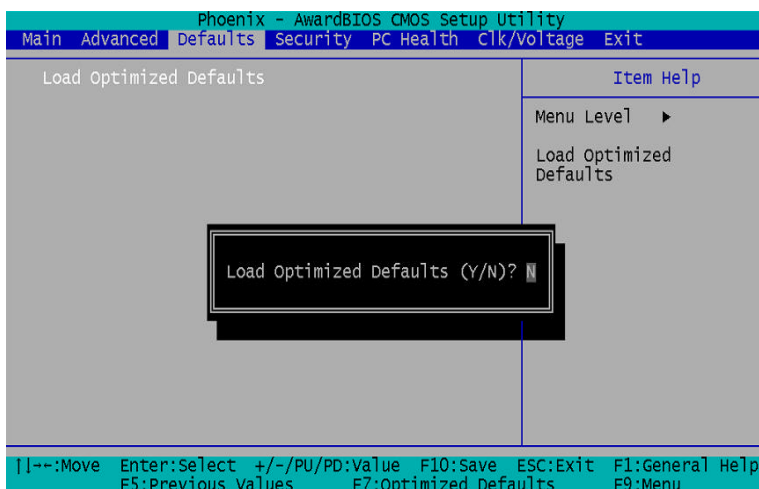 Phoenix - AwardBIOS CMOS Setup Utility
Main Advanced Defaults Security PC Health Clk/Voltage Exit
Load Optimized Defaults
Item Help
Menu Level ▶
Load Optimized
Defaults
Load Optimized Defaults (Y/N)? N
↑↓→←:Move Enter:Select +/-/PU/PD:Value F10:Save ESC:Exit F1:General Help
F5:Previous Values F7:Optimized Defaults F9:Menu